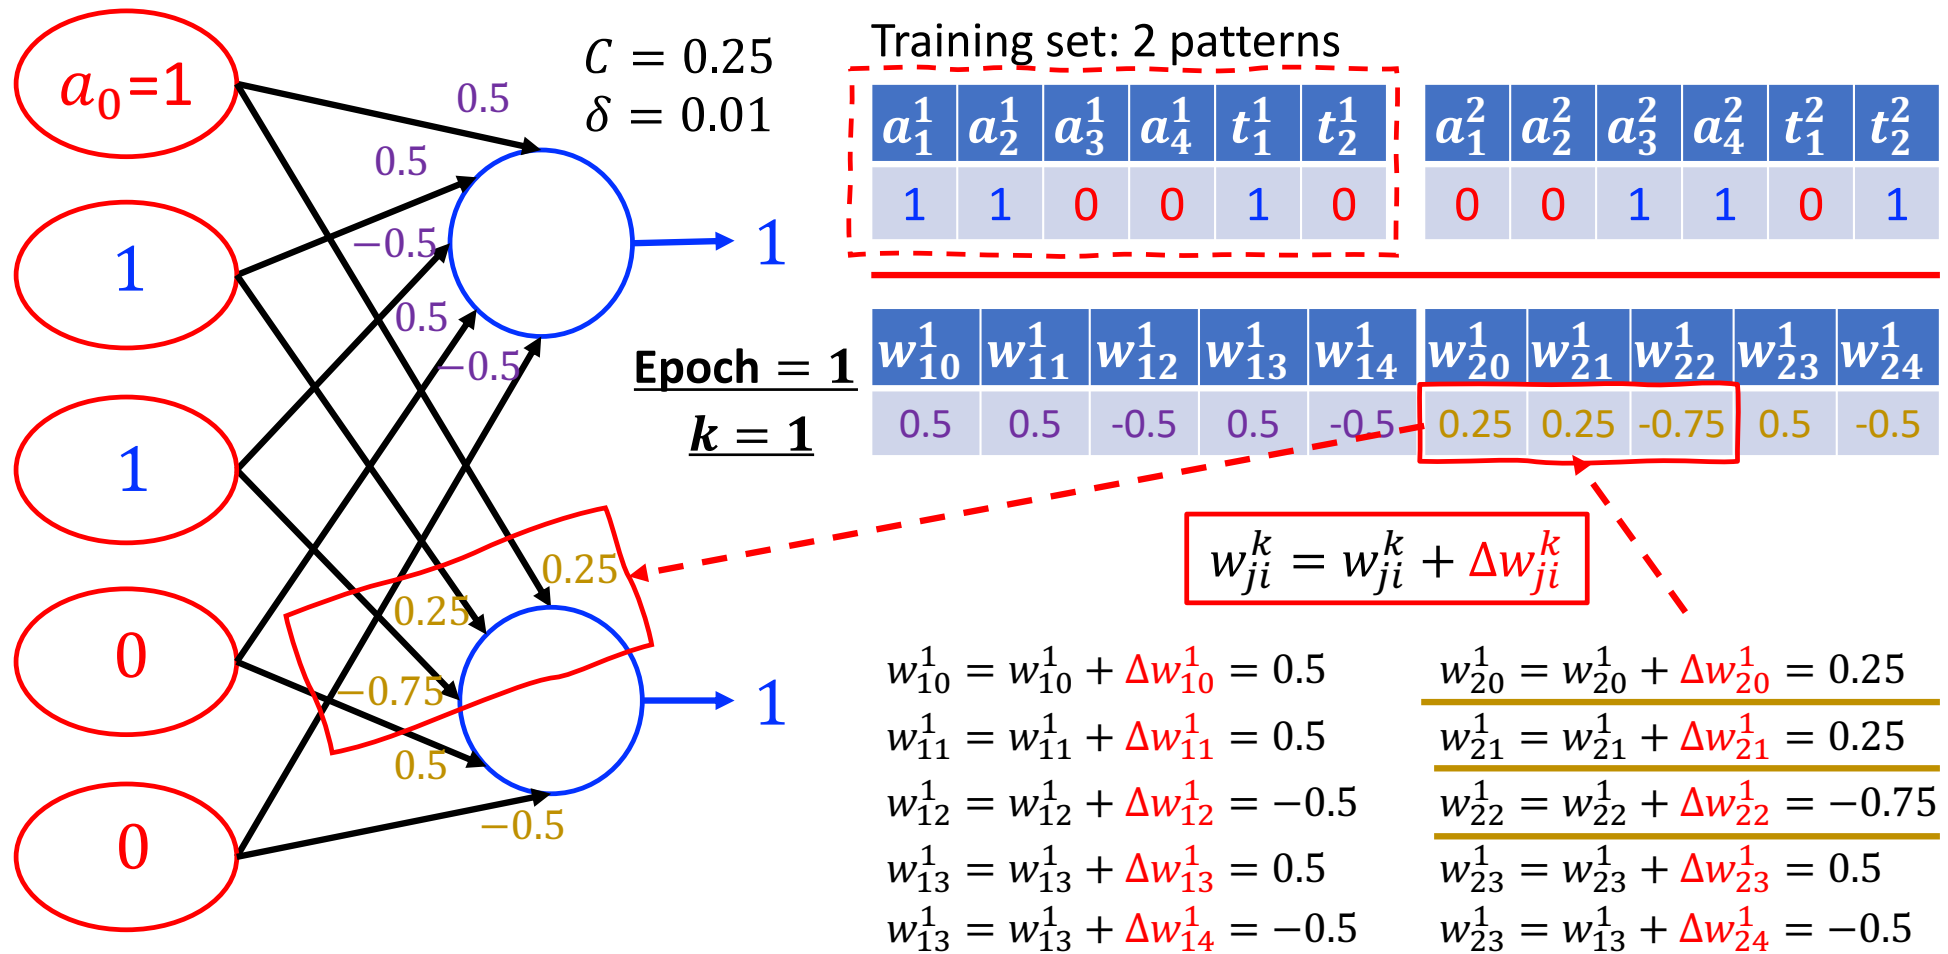 a₀=1
1
1
0
0
0.5
0.5
−0.5
0.5
−0.5
1
0.25
0.25
−0.75
0.5
−0.5
1
C = 0.25
δ = 0.01
Training set: 2 patterns
a₁¹ a₂¹ a₃¹ a₄¹ t₁¹ t₂¹
1 1 0 0 1 0
a₁² a₂² a₃² a₄² t₁² t₂²
0 0 1 1 0 1
Epoch = 1
k = 1
w₁₀¹ w₁₁¹ w₁₂¹ w₁₃¹ w₁₄¹ w₂₀¹ w₂₁¹ w₂₂¹ w₂₃¹ w₂₄¹
0.5 0.5 -0.5 0.5 -0.5 0.25 0.25 -0.75 0.5 -0.5
wⱼᵢᵏ = wⱼᵢᵏ + Δwⱼᵢᵏ
w₁₀¹ = w₁₀¹ + Δw₁₀¹ = 0.5
w₁₁¹ = w₁₁¹ + Δw₁₁¹ = 0.5
w₁₂¹ = w₁₂¹ + Δw₁₂¹ = −0.5
w₁₃¹ = w₁₃¹ + Δw₁₃¹ = 0.5
w₁₃¹ = w₁₃¹ + Δw₁₄¹ = −0.5
w₂₀¹ = w₂₀¹ + Δw₂₀¹ = 0.25
w₂₁¹ = w₂₁¹ + Δw₂₁¹ = 0.25
w₂₂¹ = w₂₂¹ + Δw₂₂¹ = −0.75
w₂₃¹ = w₂₃¹ + Δw₂₃¹ = 0.5
w₂₃¹ = w₁₃¹ + Δw₂₄¹ = −0.5